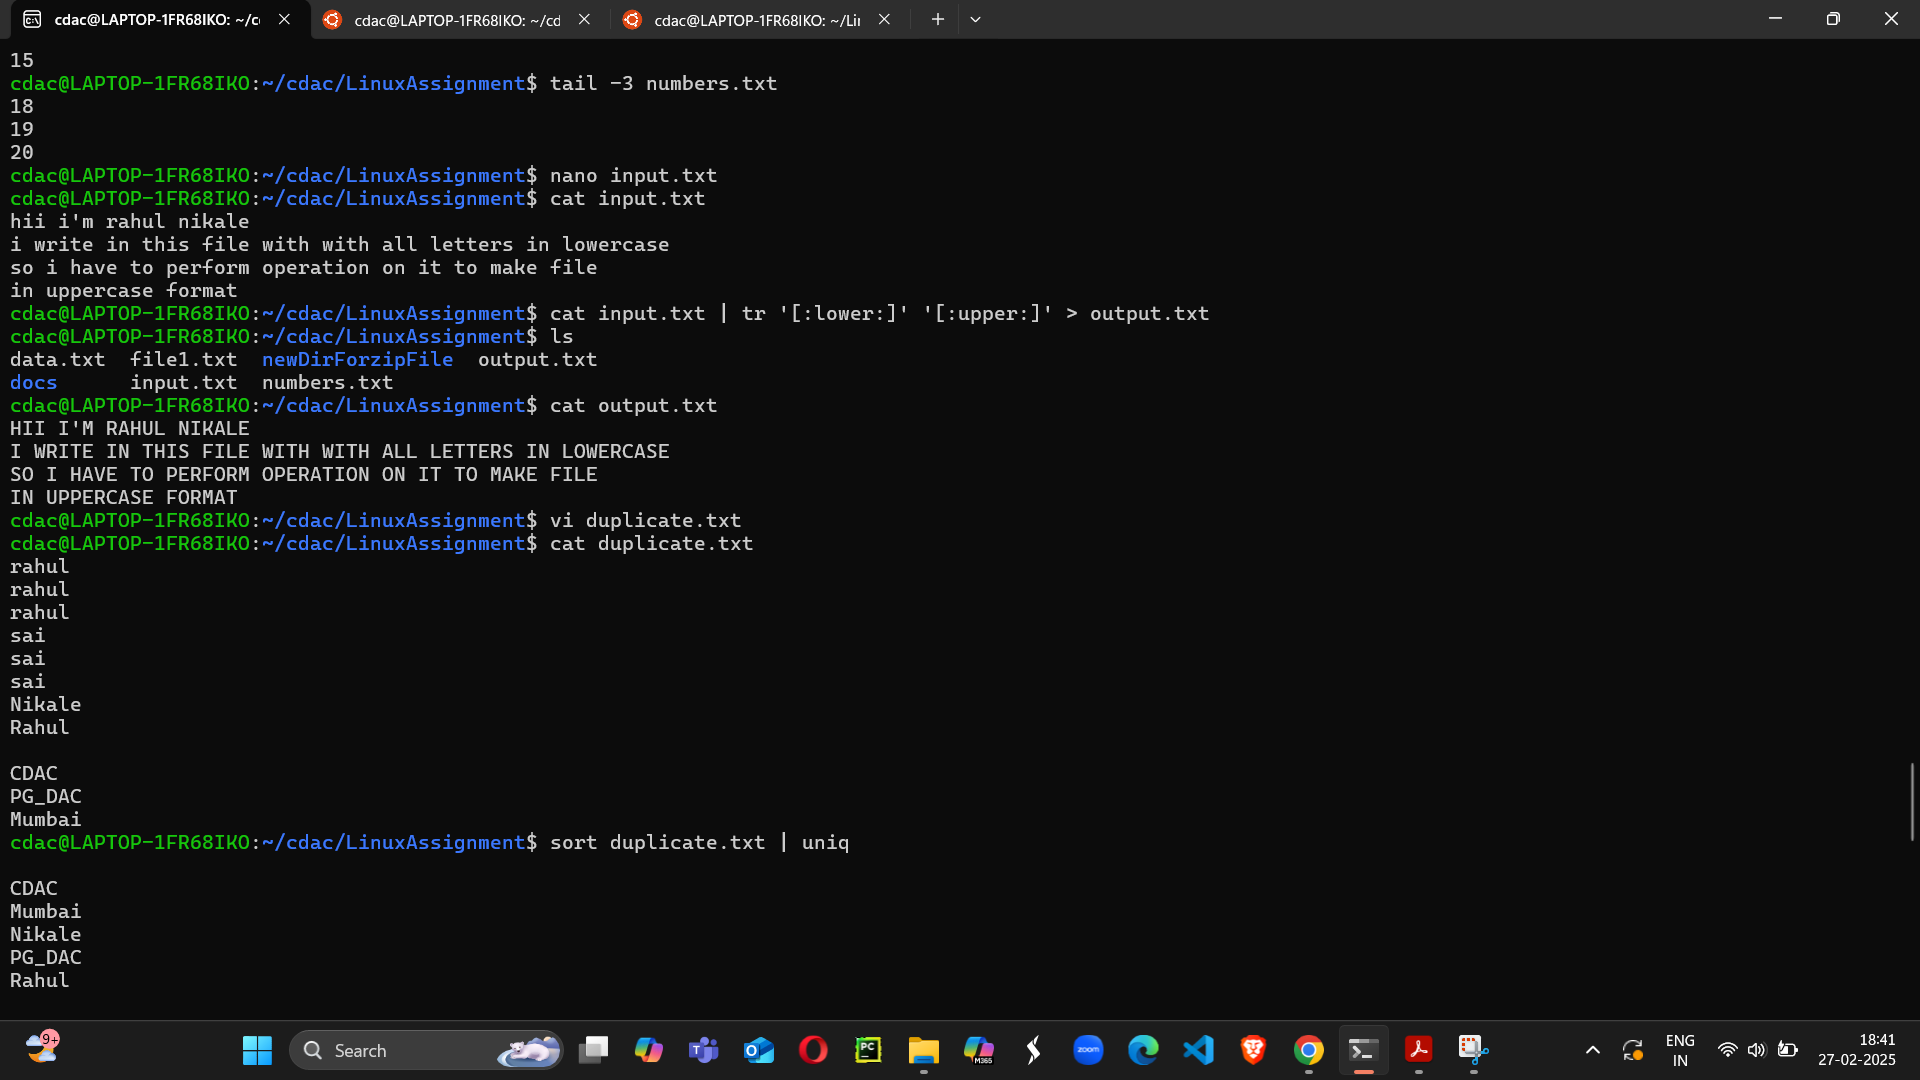 cdac@LAPTOP-1FR68IKO: ~/c
cdac@LAPTOP-1FR68IKO: ~/cd
cdac@LAPTOP-1FR68IKO: ~/Li
15
cdac@LAPTOP-1FR68IKO:~/cdac/LinuxAssignment$ tail -3 numbers.txt
18
19
20
cdac@LAPTOP-1FR68IKO:~/cdac/LinuxAssignment$ nano input.txt
cdac@LAPTOP-1FR68IKO:~/cdac/LinuxAssignment$ cat input.txt
hii i'm rahul nikale
i write in this file with with all letters in lowercase
so i have to perform operation on it to make file
in uppercase format
cdac@LAPTOP-1FR68IKO:~/cdac/LinuxAssignment$ cat input.txt | tr '[:lower:]' '[:upper:]' > output.txt
cdac@LAPTOP-1FR68IKO:~/cdac/LinuxAssignment$ ls
data.txt  file1.txt  newDirForzipFile  output.txt
docs      input.txt  numbers.txt
cdac@LAPTOP-1FR68IKO:~/cdac/LinuxAssignment$ cat output.txt
HII I'M RAHUL NIKALE
I WRITE IN THIS FILE WITH WITH ALL LETTERS IN LOWERCASE
SO I HAVE TO PERFORM OPERATION ON IT TO MAKE FILE
IN UPPERCASE FORMAT
cdac@LAPTOP-1FR68IKO:~/cdac/LinuxAssignment$ vi duplicate.txt
cdac@LAPTOP-1FR68IKO:~/cdac/LinuxAssignment$ cat duplicate.txt
rahul
rahul
rahul
sai
sai
sai
Nikale
Rahul

CDAC
PG_DAC
Mumbai
cdac@LAPTOP-1FR68IKO:~/cdac/LinuxAssignment$ sort duplicate.txt | uniq

CDAC
Mumbai
Nikale
PG_DAC
Rahul
9+
Search
PC
M365
zoom
ENG
IN
18:41
27-02-2025